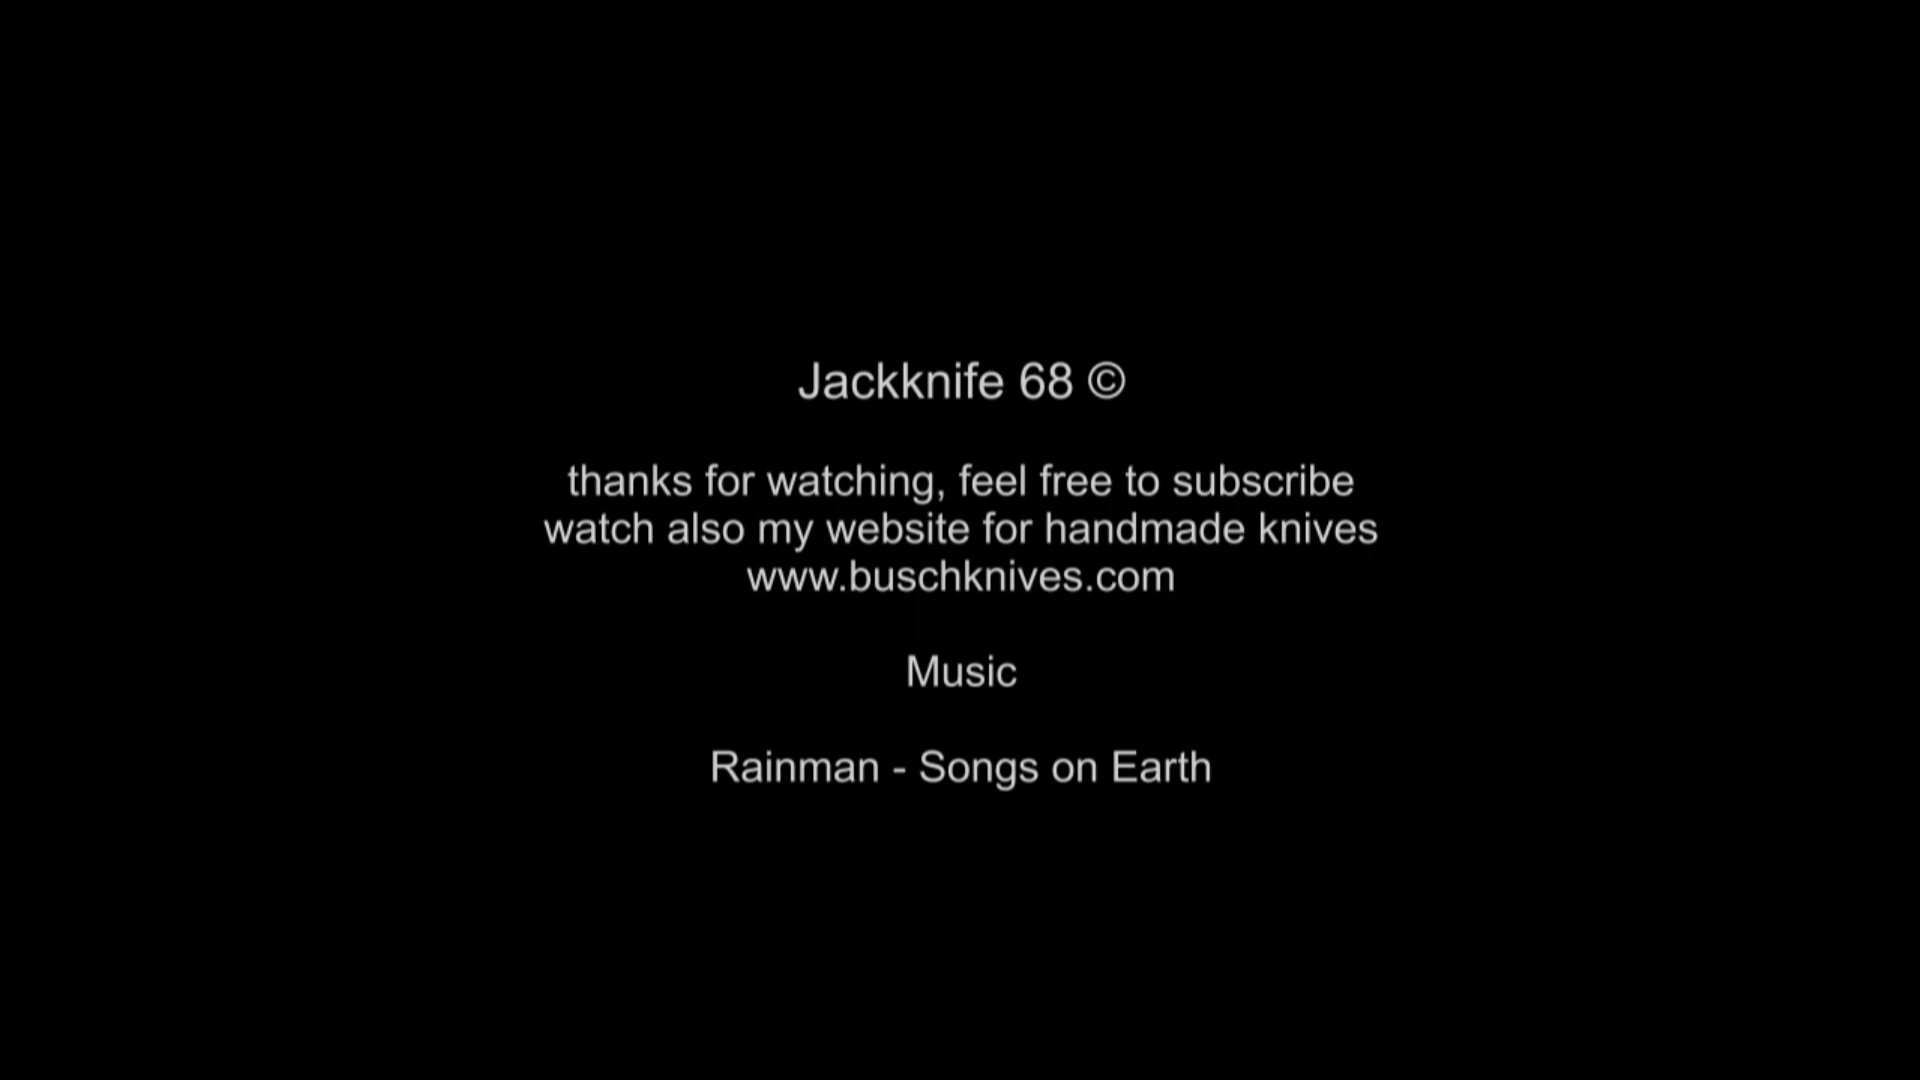 Jackknife 68 ©
thanks for watching, feel free to subscribe
watch also my website for handmade knives
www.buschknives.com
Music
Rainman - Songs on Earth